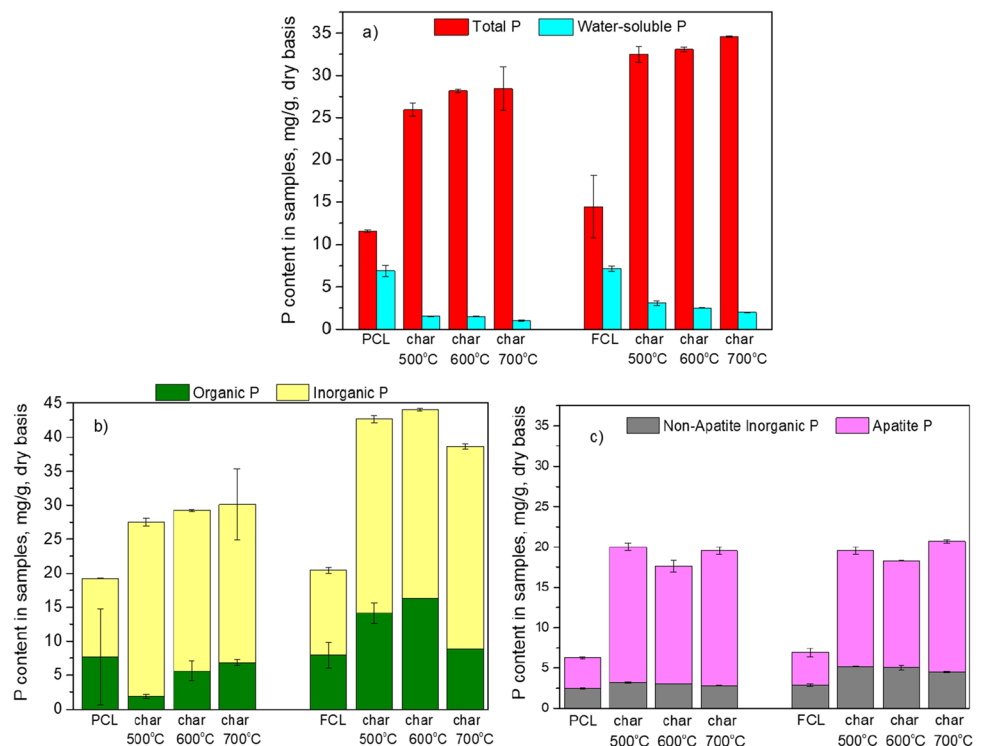 a)
Total P
Water-soluble P
P content in samples, mg/g, dry basis
35
30
25
20
15
10
5
0
PCL
char
500°C
char
600°C
char
700°C
FCL
char
500°C
char
600°C
char
700°C
Organic P
Inorganic P
b)
P content in samples, mg/g, dry basis
45
40
35
30
25
20
15
10
5
0
PCL
char
500°C
char
600°C
char
700°C
FCL
char
500°C
char
600°C
char
700°C
Non-Apatite Inorganic P
Apatite P
c)
P content in samples, mg/g, dry basis
35
30
25
20
15
10
5
0
PCL
char
500°C
char
600°C
char
700°C
FCL
char
500°C
char
600°C
char
700°C